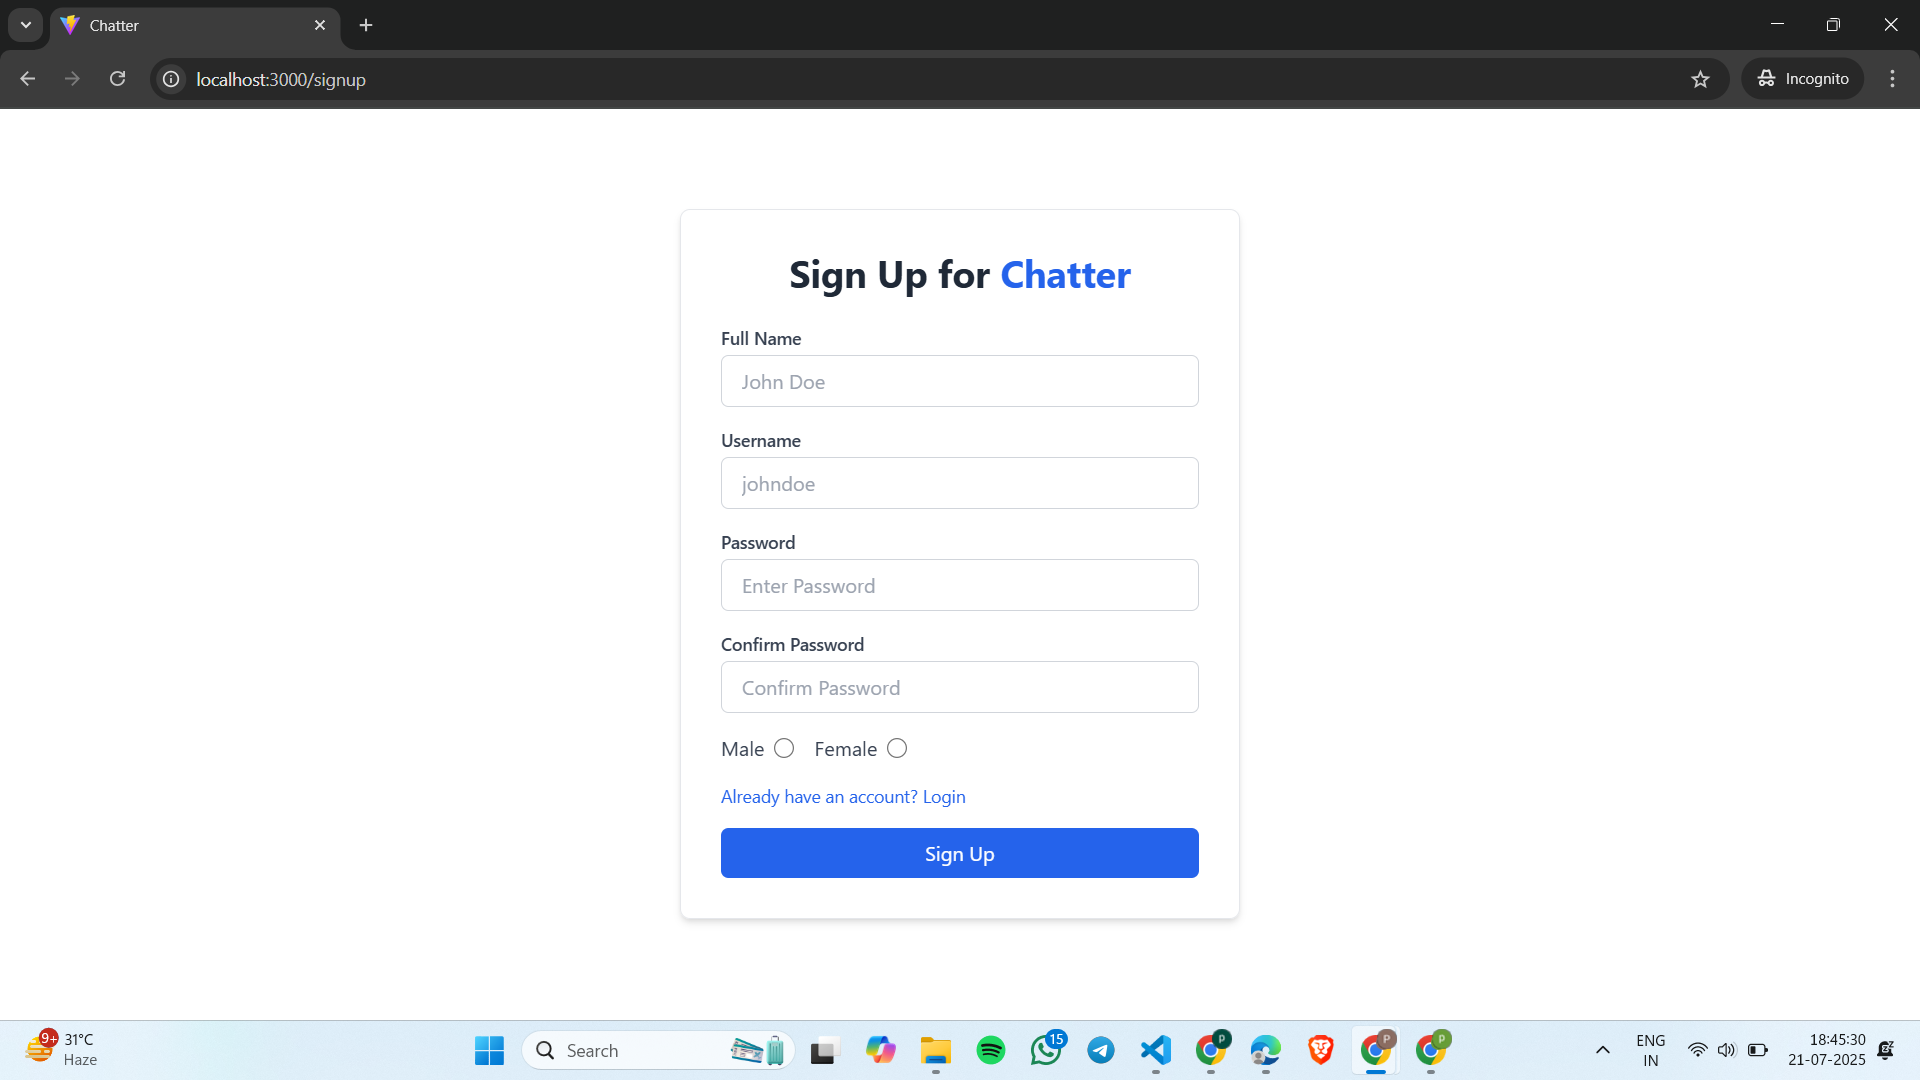 Chatter
localhost:3000/signup
Incognito
Sign Up for Chatter
Full Name
John Doe
Username
johndoe
Password
Enter Password
Confirm Password
Confirm Password
Male Female
Already have an account? Login
Sign Up
9+
31°C
Haze
Search
15
P
P
P
ENG
IN
18:45:30
21-07-2025